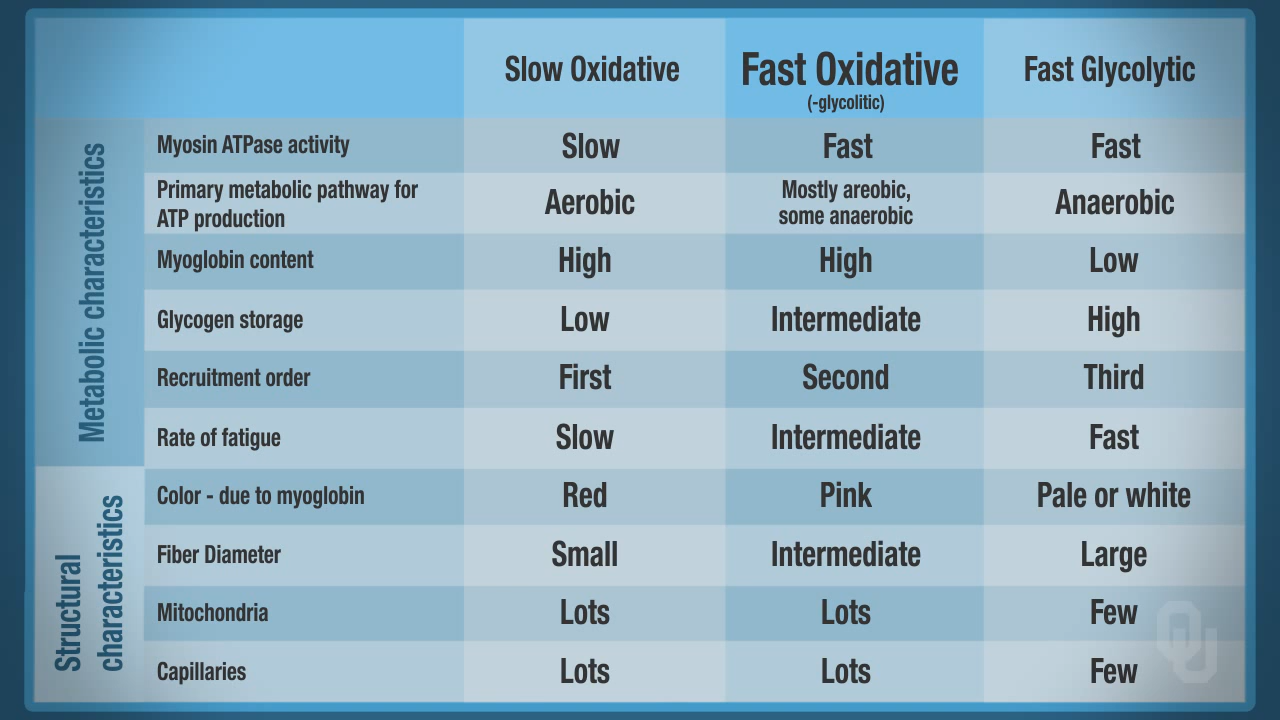 Slow Oxidative
Fast Oxidative
(-glycolitic)
Fast Glycolytic
Metabolic characteristics
Myosin ATPase activity
Slow
Fast
Fast
Primary metabolic pathway for
ATP production
Aerobic
Mostly areobic,
some anaerobic
Anaerobic
Myoglobin content
High
High
Low
Glycogen storage
Low
Intermediate
High
Recruitment order
First
Second
Third
Rate of fatigue
Slow
Intermediate
Fast
Structural
characteristics
Color - due to myoglobin
Red
Pink
Pale or white
Fiber Diameter
Small
Intermediate
Large
Mitochondria
Lots
Lots
Few
Capillaries
Lots
Lots
Few
OU